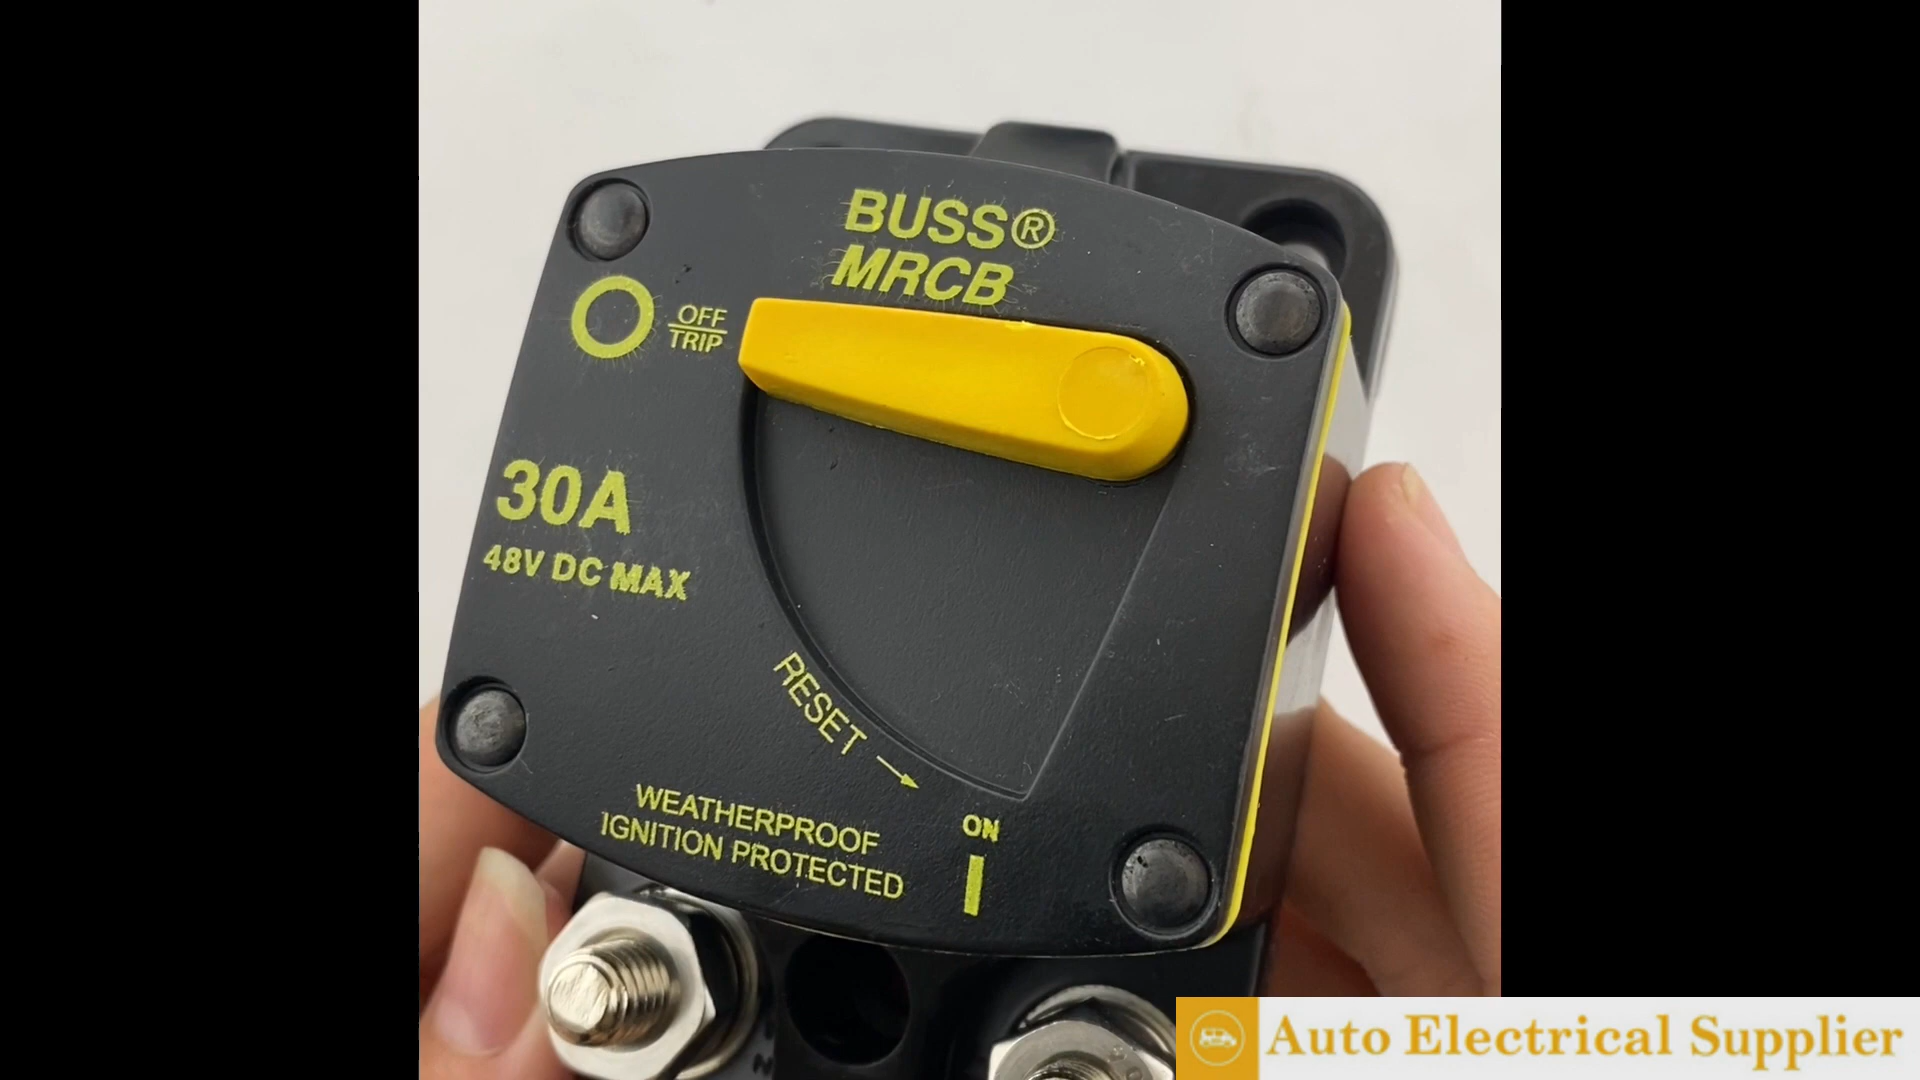 BUSS®
MRCB
OFF
TRIP
30A
48V DC MAX
RESET
WEATHERPROOF
IGNITION PROTECTED
ON
Auto Electrical Supplier